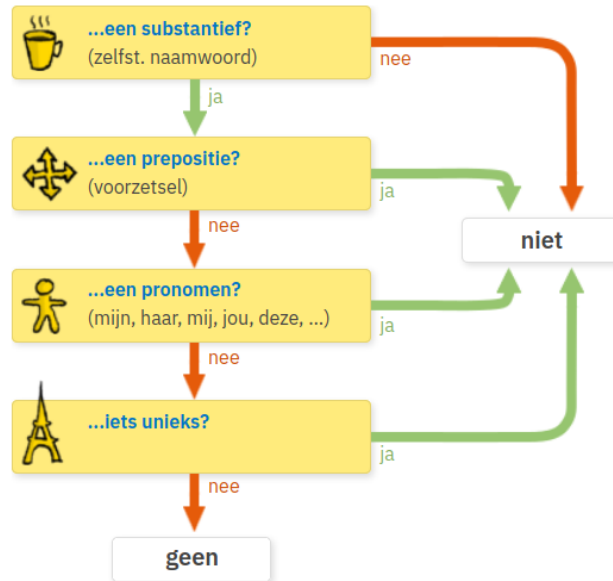 ...een substantief?
(zelfst. naamwoord)
nee
ja
...een prepositie?
(voorzetsel)
ja
nee
niet
...een pronomen?
(mijn, haar, mij, jou, deze, ...)
ja
nee
...iets unieks?
ja
nee
geen